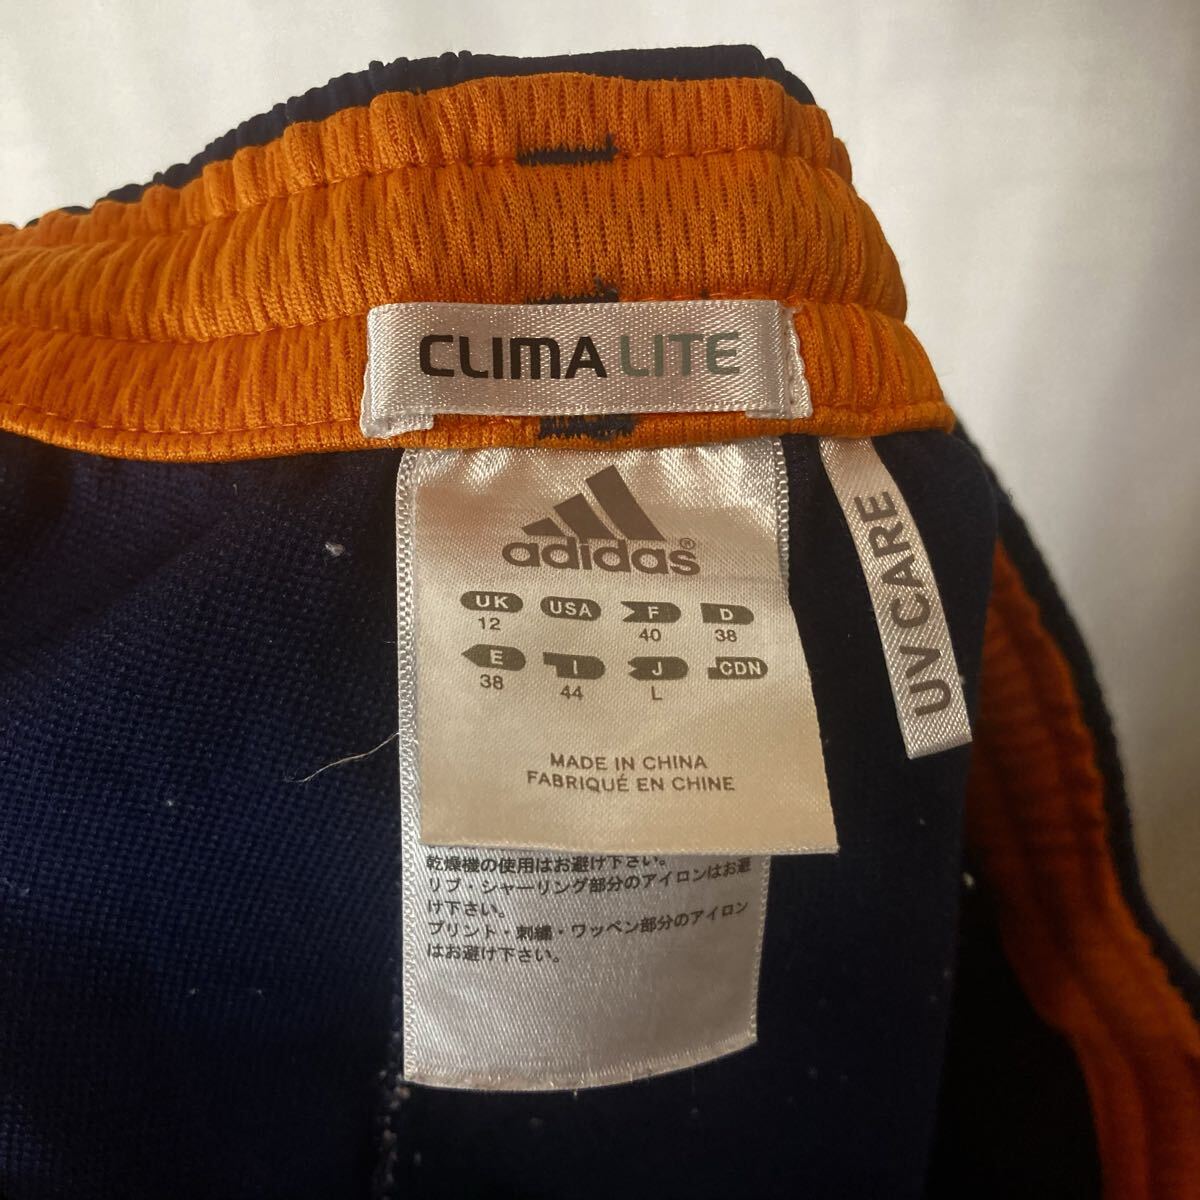 CLIMA LITE
adidas®
UK USA F D
12 40 38
E I J CDN
38 44 L
MADE IN CHINA
FABRIQUÉ EN CHINE
UV CARE
乾燥機の使用はお避け下さい。
リブ・シャーリング部分のアイロンはお避
け下さい。
プリント・刺繍・ワッペン部分のアイロン
はお避け下さい。